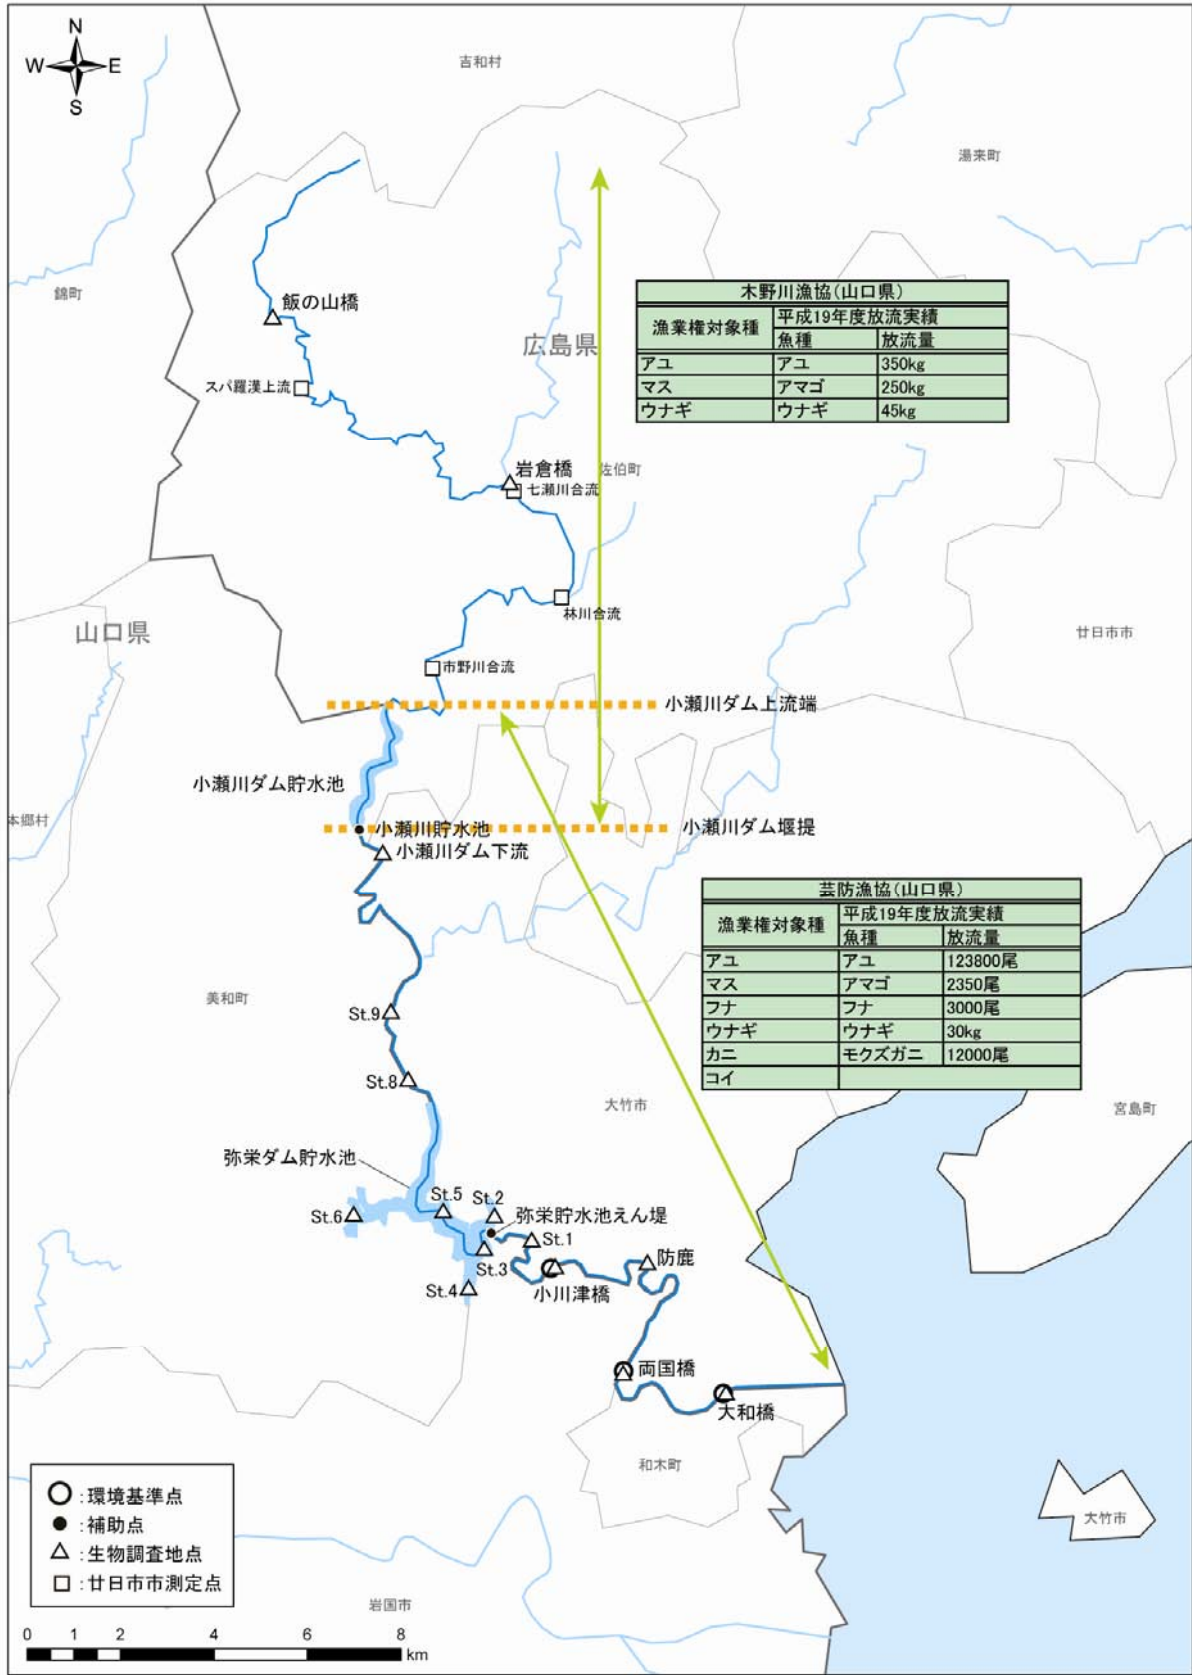 N
W E
S
吉和村
湯来町
錦町
飯の山橋
広島県
スパ羅漢上流
木野川漁協(山口県)
漁業権対象種 平成19年度放流実績
魚種 放流量
アユ アユ 350kg
マス アマゴ 250kg
ウナギ ウナギ 45kg
岩倉橋
佐伯町
七瀬川合流
林川合流
山口県
廿日市市
市野川合流
小瀬川ダム上流端
小瀬川ダム貯水池
本郷村
小瀬川貯水池
小瀬川ダム堰提
小瀬川ダム下流
芸防漁協(山口県)
漁業権対象種 平成19年度放流実績
魚種 放流量
アユ アユ 123800尾
マス アマゴ 2350尾
フナ フナ 3000尾
ウナギ ウナギ 30kg
カニ モクズガニ 12000尾
コイ
美和町
St.9
St.8
大竹市
宮島町
弥栄ダム貯水池
St.5
St.2
St.6
弥栄貯水池えん堤
St.1
St.3
防鹿
St.4
小川津橋
両国橋
大和橋
和木町
大竹市
○:環境基準点
●:補助点
△:生物調査地点
□:廿日市市測定点
岩国市
0 1 2 4 6 8
km